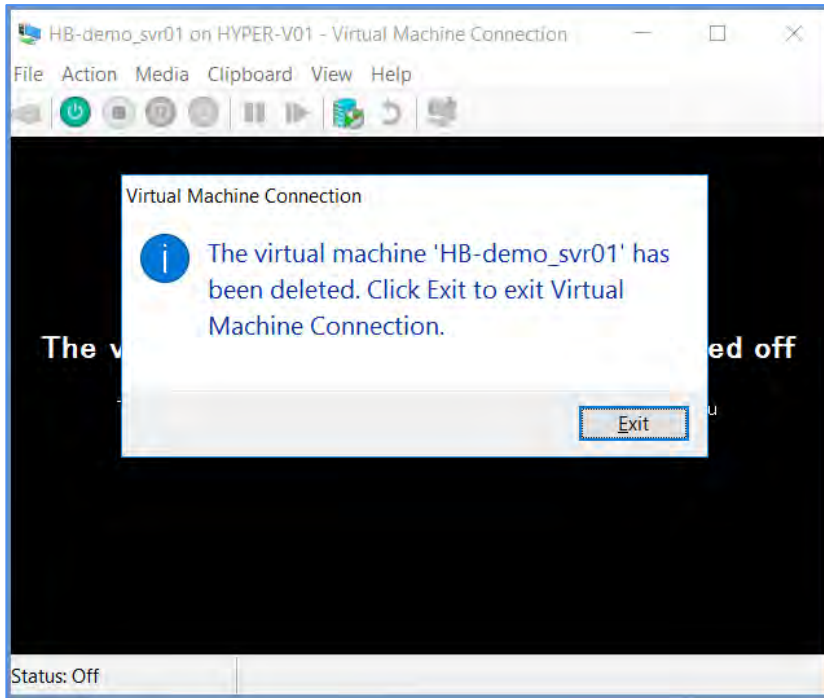 HB-demo_svr01 on HYPER-V01 - Virtual Machine Connection
File Action Media Clipboard View Help
Virtual Machine Connection
The virtual machine 'HB-demo_svr01' has
been deleted. Click Exit to exit Virtual
Machine Connection.
The v
ed off
u
Exit
Status: Off